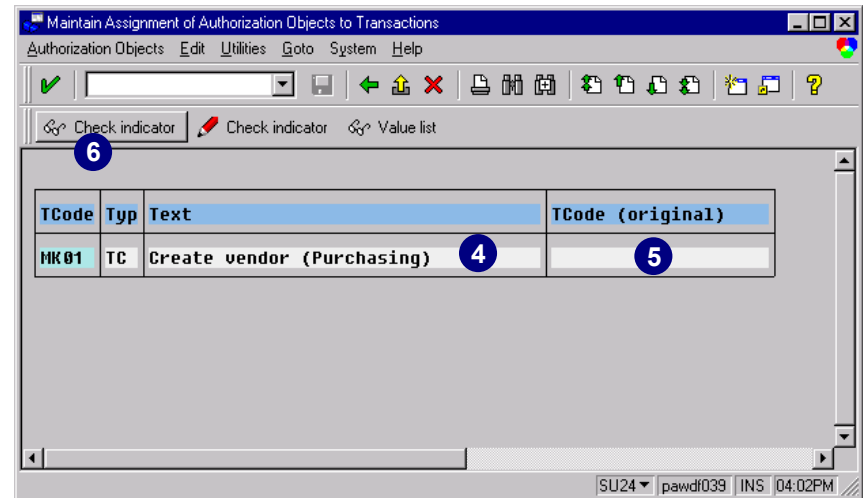 Maintain Assignment of Authorization Objects to Transactions
Authorization Objects Edit Utilities Goto System Help
Check indicator Check indicator Value list
6
TCode Typ Text TCode (original)
MK01 TC Create vendor (Purchasing) 4 5
SU24 pawdf039 INS 04:02PM